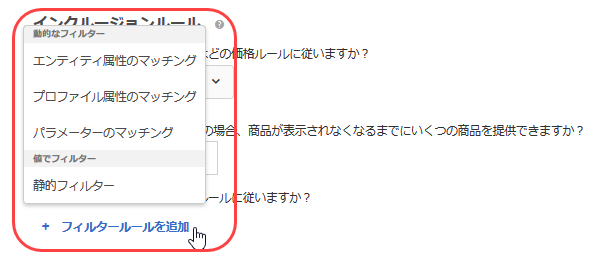 インクルージョンルール
動的なフィルター
はどの価格ルールに従いますか？
エンティティ属性のマッチング
プロファイル属性のマッチング
パラメーターのマッチング
の場合、商品が表示されなくなるまでにいくつの商品を提供できますか？
値でフィルター
静的フィルター
ルールに従いますか？
+ フィルタールールを追加